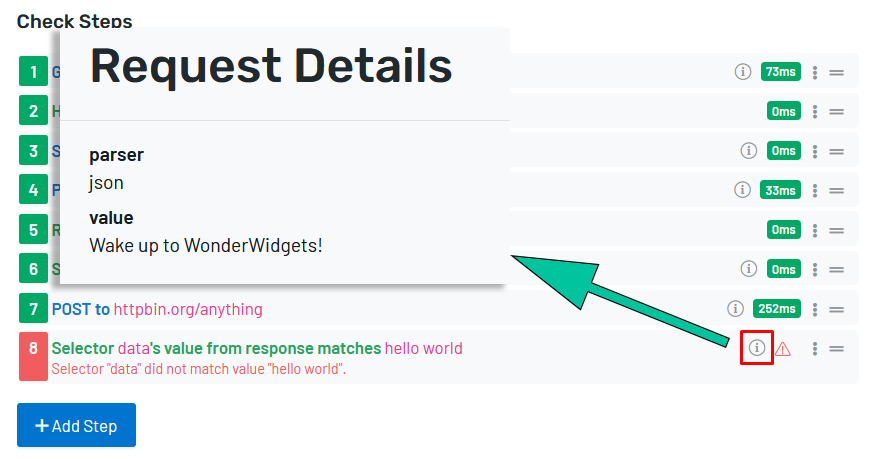 Check Steps
Request Details
parser
json
value
Wake up to WonderWidgets!
1 G 73ms
2 H 0ms
3 S 0ms
4 P 33ms
5 R 0ms
6 S 0ms
7 POST to httpbin.org/anything 252ms
8 Selector data's value from response matches hello world
Selector "data" did not match value "hello world".
+ Add Step